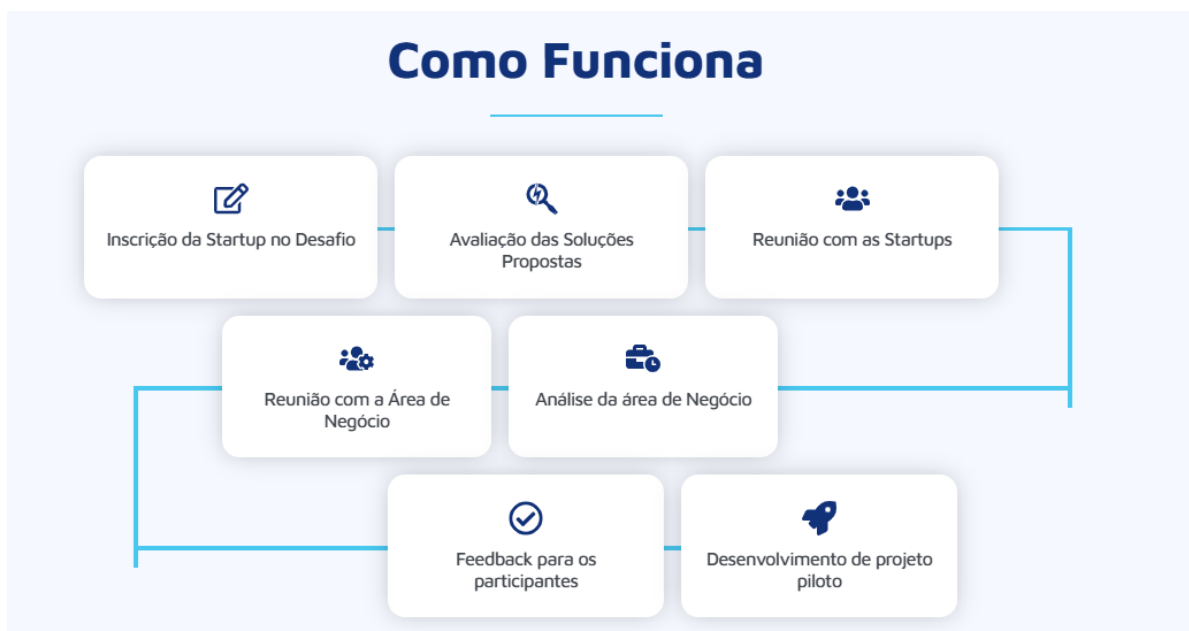 Como Funciona
Inscrição da Startup no Desafio
Avaliação das Soluções
Propostas
Reunião com as Startups
Reunião com a Área de
Negócio
Análise da área de Negócio
Feedback para os
participantes
Desenvolvimento de projeto
piloto